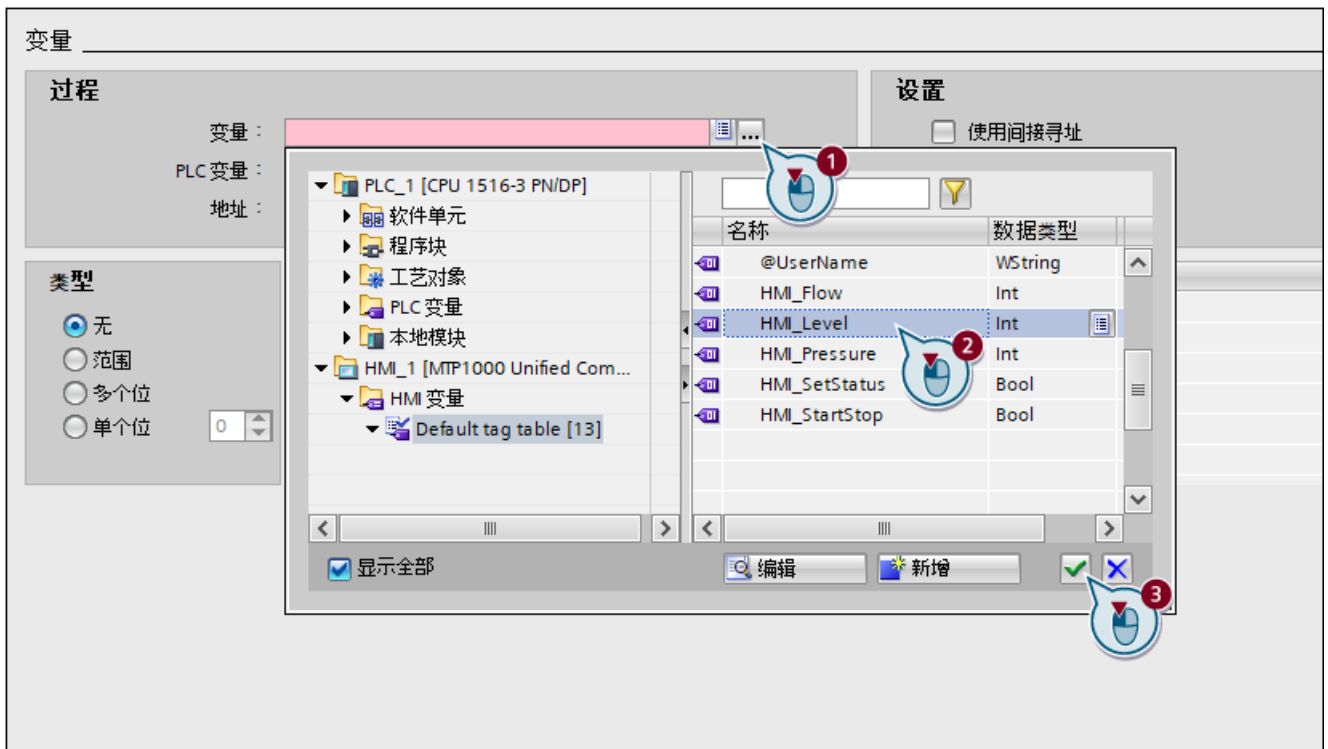 变量
过程
设置
变量：
...
使用间接寻址
PLC 变量：
地址：
类型
无
范围
多个位
单个位
0
PLC_1 [CPU 1516-3 PN/DP]
软件单元
程序块
工艺对象
PLC 变量
本地模块
HMI_1 [MTP1000 Unified Com...
HMI 变量
Default tag table [13]
显示全部
名称 数据类型
@UserName WString
HMI_Flow Int
HMI_Level Int
HMI_Pressure Int
HMI_SetStatus Bool
HMI_StartStop Bool
编辑 新增
1
2
3